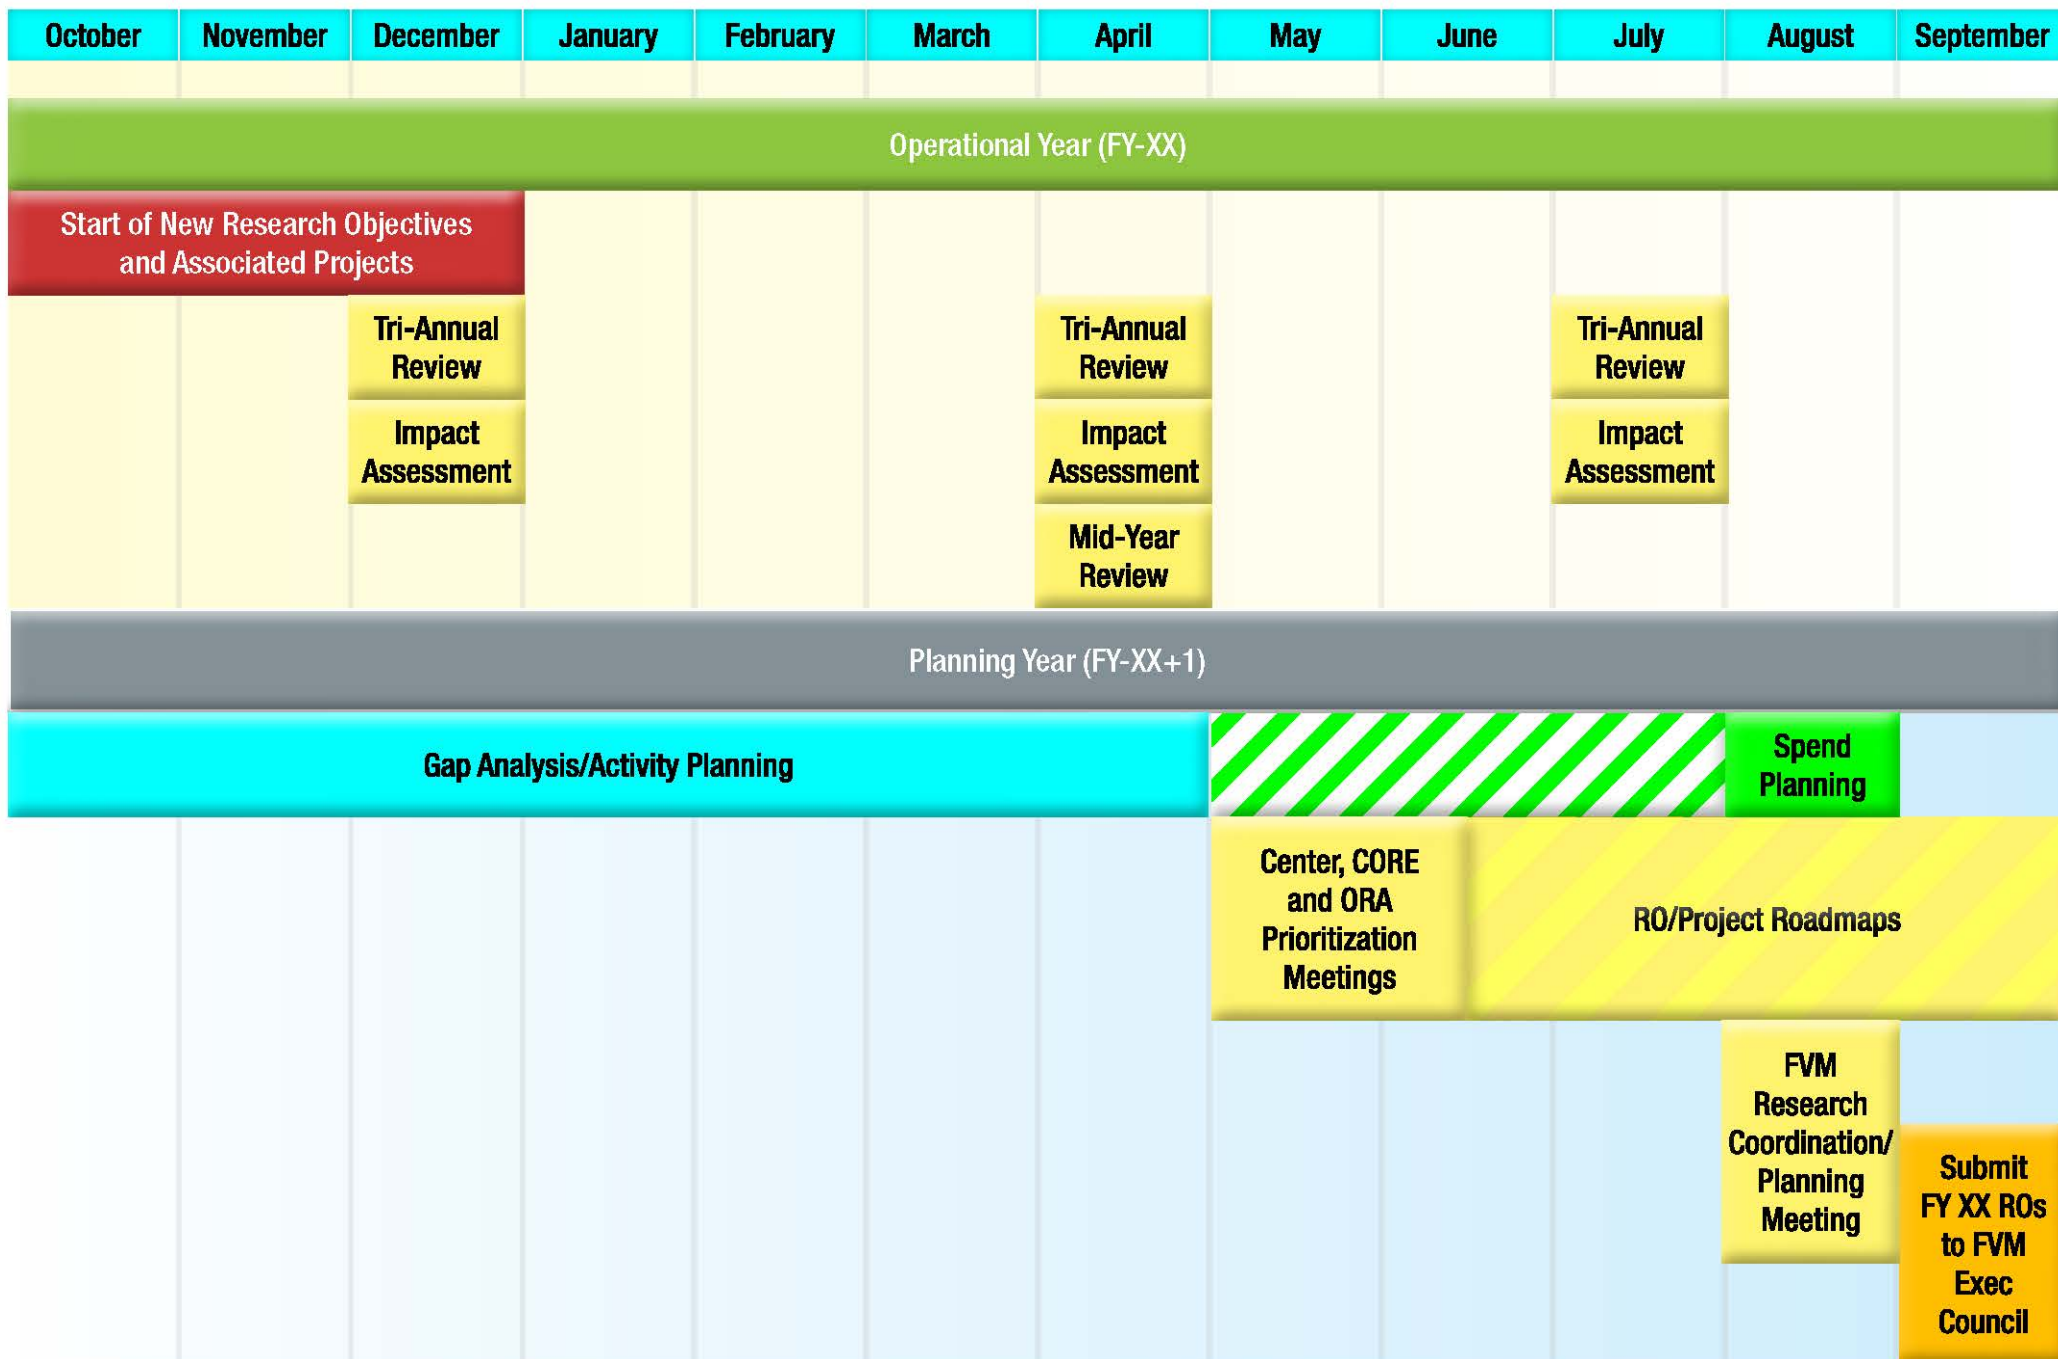 October November December January February March April May June July August September
Operational Year (FY-XX)
Start of New Research Objectives
and Associated Projects
Tri-Annual
Review
Tri-Annual
Review
Tri-Annual
Review
Impact
Assessment
Impact
Assessment
Impact
Assessment
Mid-Year
Review
Planning Year (FY-XX+1)
Gap Analysis/Activity Planning
Spend
Planning
Center, CORE
and ORA
Prioritization
Meetings
RO/Project Roadmaps
FVM
Research
Coordination/
Planning
Meeting
Submit
FY XX ROs
to FVM
Exec
Council